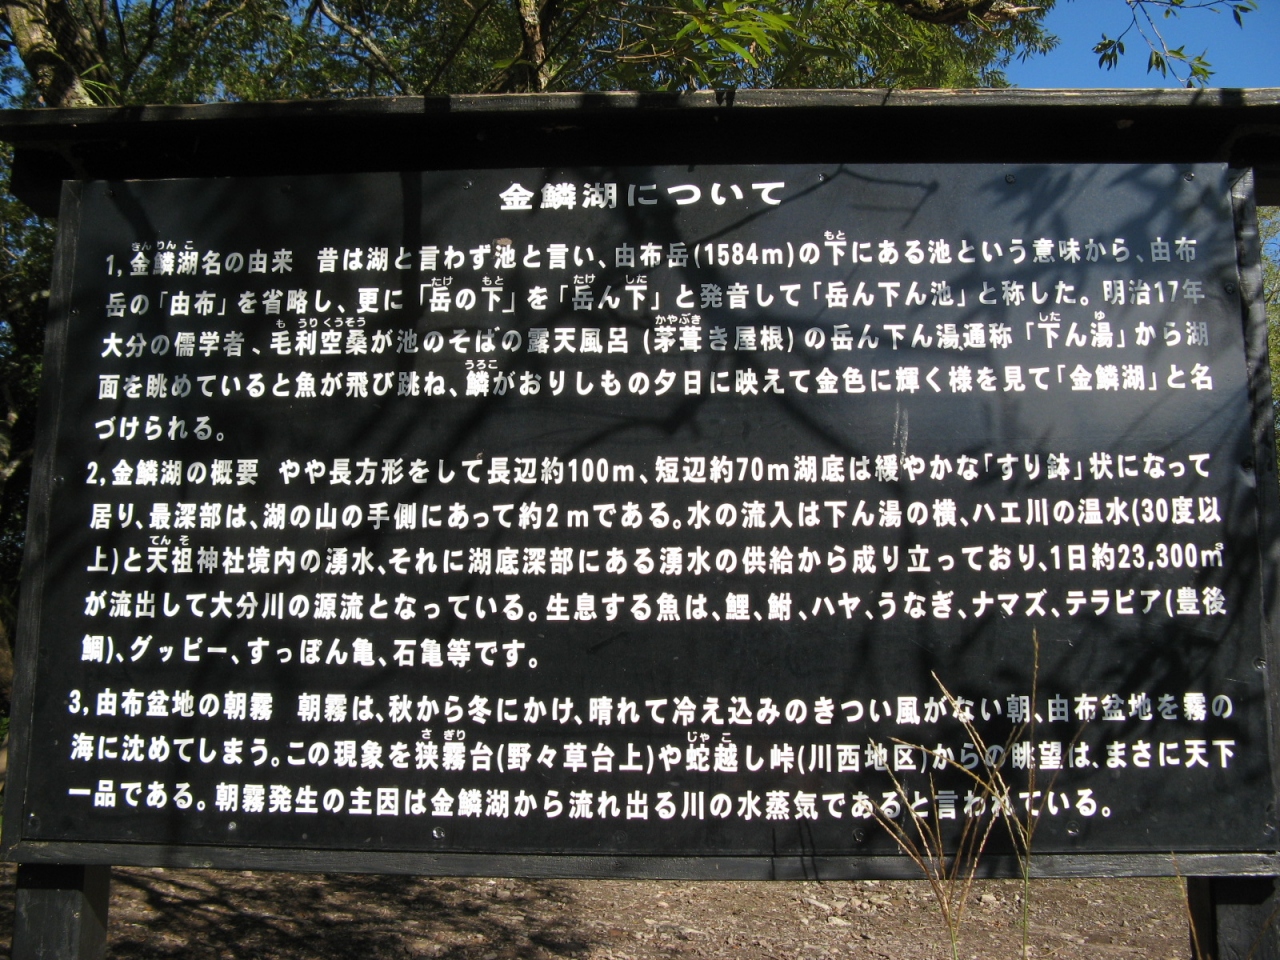 金鱗湖について
1,金鱗湖名の由来　昔は湖と言わず池と言い、由布岳(1584m)の下にある池という意味から、由布
岳の「由布」を省略し、更に「岳の下」を「岳ん下」と発音して「岳ん下ん池」と称した。明治17年
大分の儒学者、毛利空桑が池のそばの露天風呂(茅葺き屋根)の岳ん下ん湯通称「下ん湯」から湖
面を眺めていると魚が飛び跳ね、鱗がおりしもの夕日に映えて金色に輝く様を見て「金鱗湖」と名
づけられる。
2,金鱗湖の概要　やや長方形をして長辺約100m、短辺約70m湖底は緩やかな「すり鉢」状になって
居り、最深部は、湖の山の手側にあって約2mである。水の流入は下ん湯の横、ハエ川の温水(30度以
上)と天祖神社境内の湧水、それに湖底深部にある湧水の供給から成り立っており、1日約23,300㎥
が流出して大分川の源流となっている。生息する魚は、鯉、鮒、ハヤ、うなぎ、ナマズ、テラピア(豊後
鯛)、グッピー、すっぽん亀、石亀等です。
3,由布盆地の朝霧　朝霧は、秋から冬にかけ、晴れて冷え込みのきつい風がない朝、由布盆地を霧の
海に沈めてしまう。この現象を狭霧台(野々草台上)や蛇越し峠(川西地区)からの眺望は、まさに天下
一品である。朝霧発生の主因は金鱗湖から流れ出る川の水蒸気であると言われている。